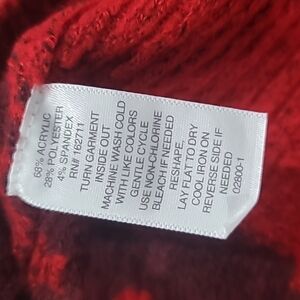 68% ACRYLIC
28% POLYESTER
4% SPANDEX
RN# 162711
TURN GARMENT
INSIDE OUT
MACHINE WASH COLD
WITH LIKE COLORS
GENTLE CYCLE
USE NON-CHLORINE
BLEACH IF NEEDED
RESHAPE,
LAY FLAT TO DRY
COOL IRON ON
REVERSE SIDE IF
NEEDED
02800-1